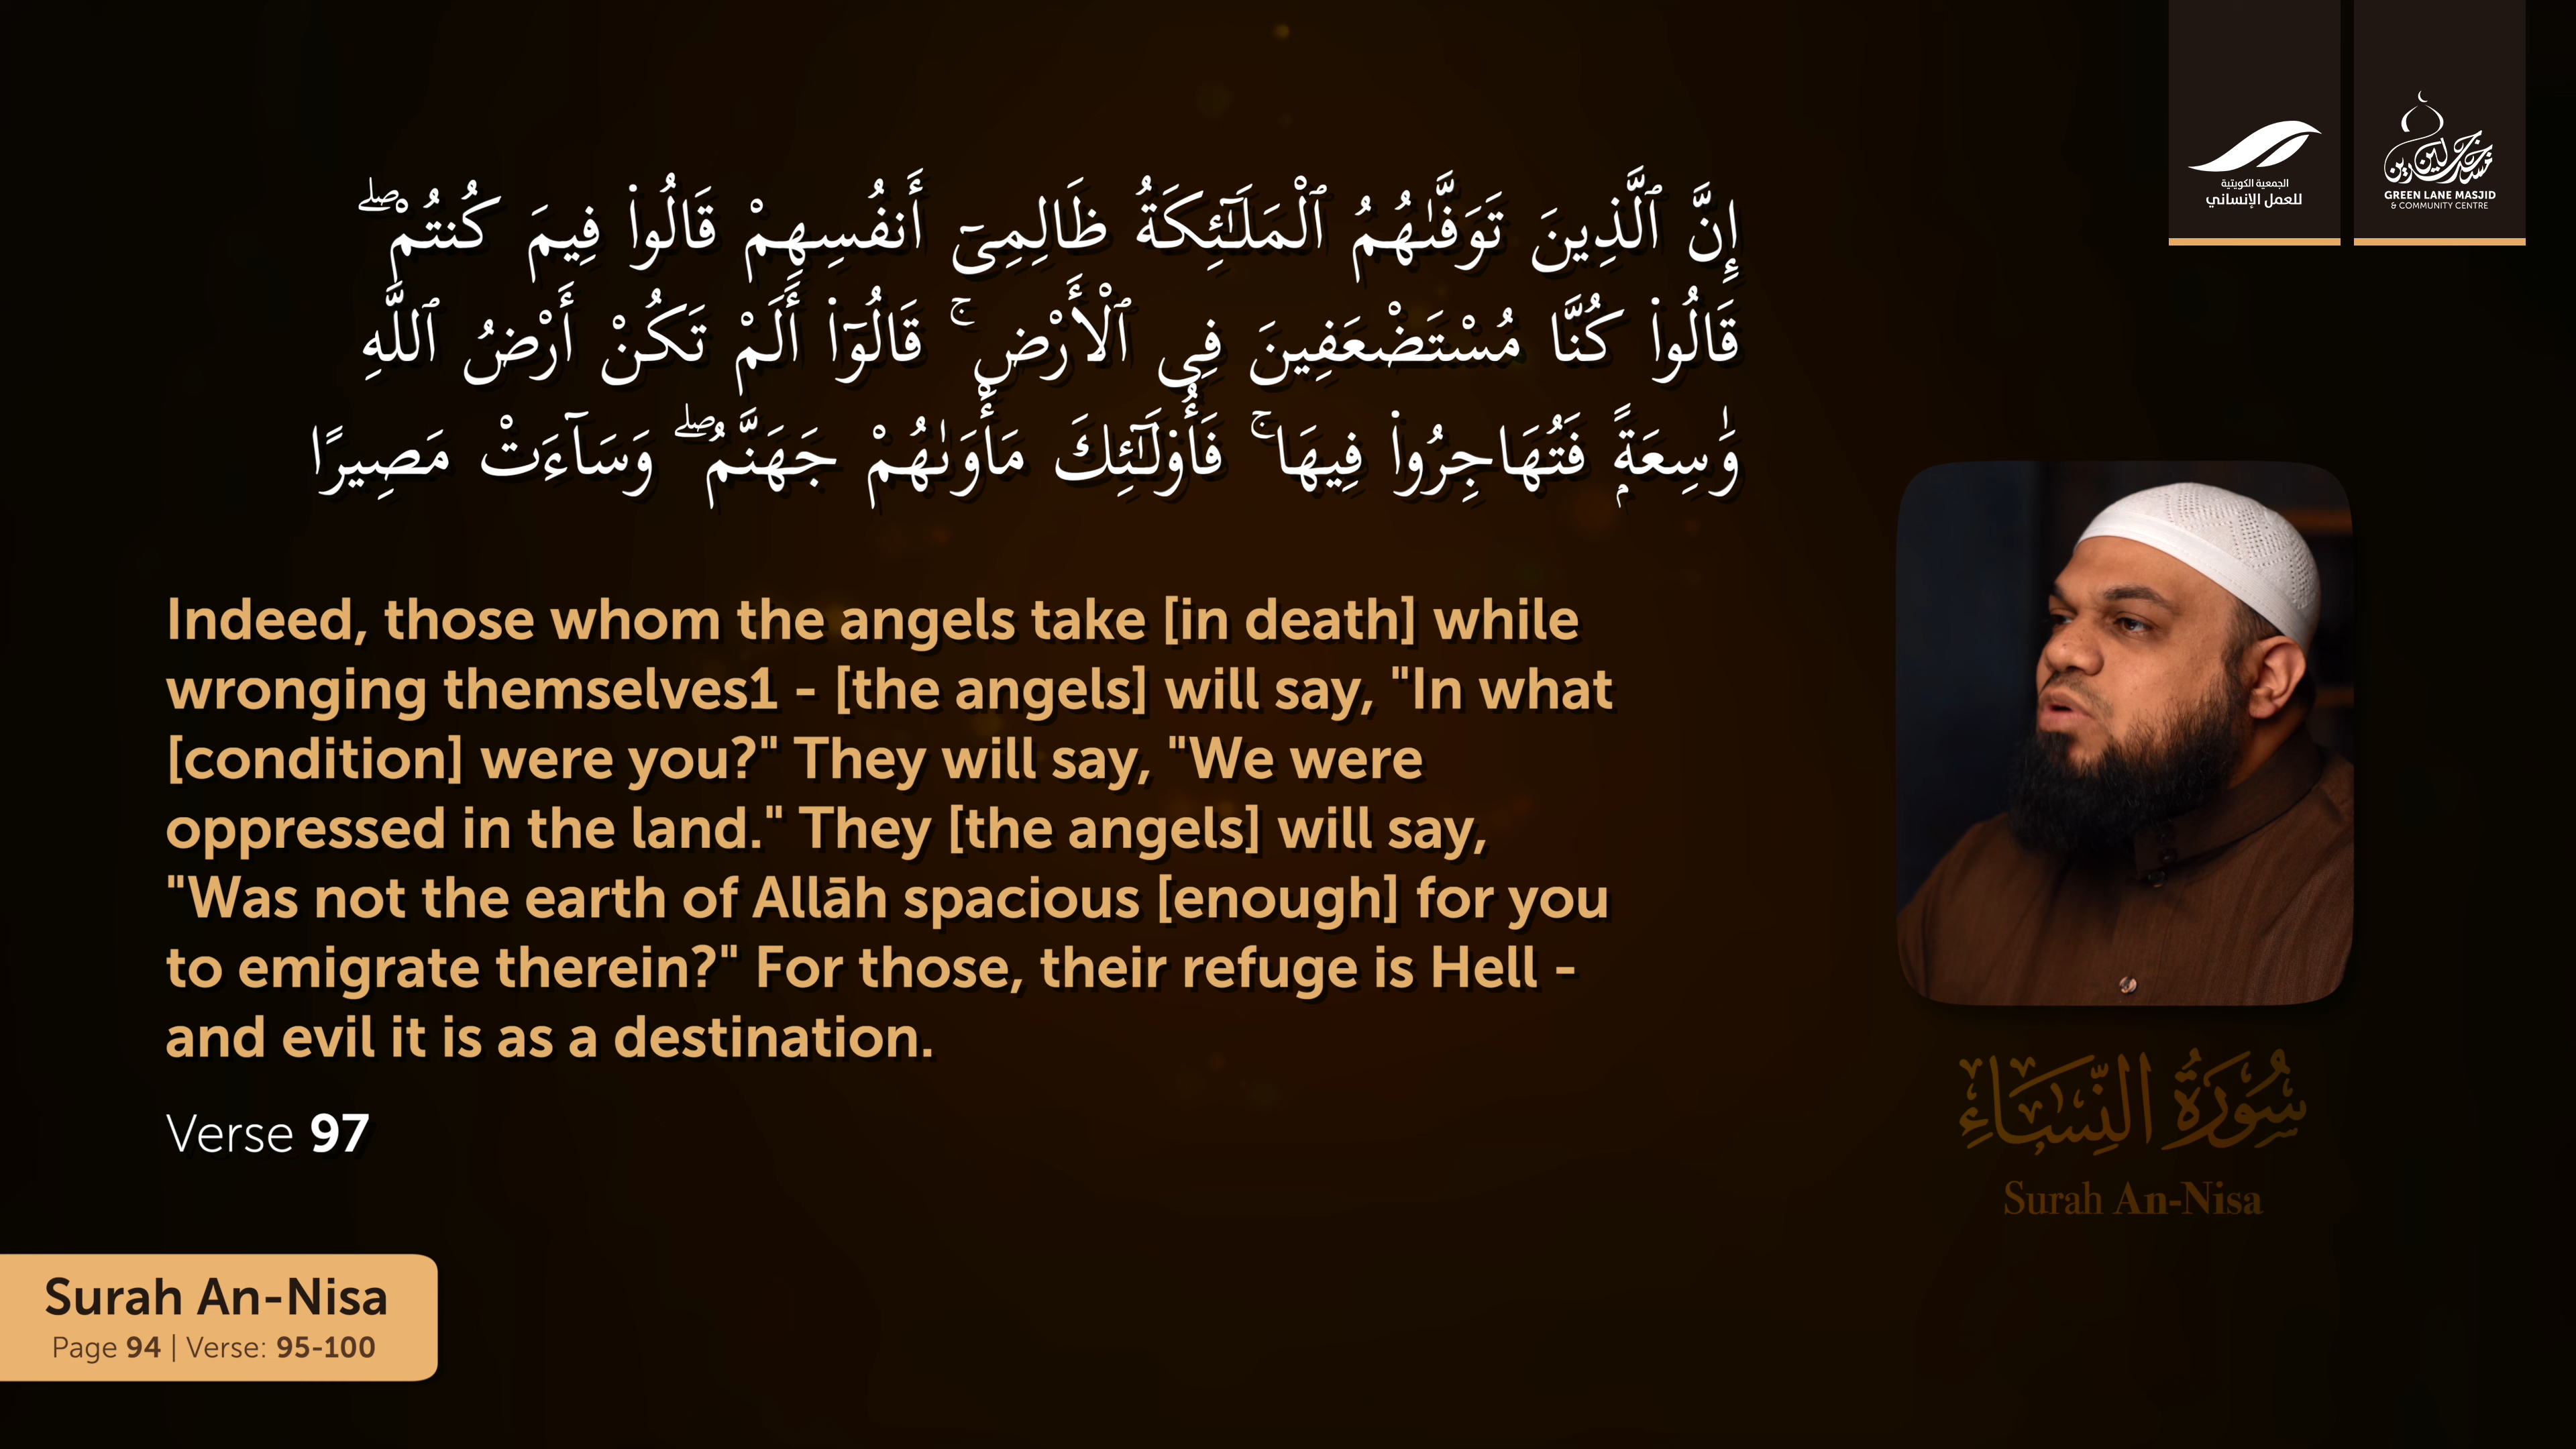 إِنَّ ٱلَّذِينَ تَوَفَّىٰهُمُ ٱلْمَلَـٰٓئِكَةُ ظَالِمِىٓ أَنفُسِهِمْ قَالُوا۟ فِيمَ كُنتُمْ ۖ
قَالُوا۟ كُنَّا مُسْتَضْعَفِينَ فِى ٱلْأَرْضِ ۚ قَالُوٓا۟ أَلَمْ تَكُنْ أَرْضُ ٱللَّهِ
وَٰسِعَةًۭ فَتُهَاجِرُوا۟ فِيهَا ۚ فَأُو۟لَـٰٓئِكَ مَأْوَىٰهُمْ جَهَنَّمُ ۖ وَسَآءَتْ مَصِيرًا
Indeed, those whom the angels take [in death] while
wronging themselves1 - [the angels] will say, "In what
[condition] were you?" They will say, "We were
oppressed in the land." They [the angels] will say,
"Was not the earth of Allāh spacious [enough] for you
to emigrate therein?" For those, their refuge is Hell -
and evil it is as a destination.
Verse 97
Surah An-Nisa
Page 94 | Verse: 95-100
الجمعية الكويتية
للعمل الإنساني
مسجد جرين لين
GREEN LANE MASJID
& COMMUNITY CENTRE
سُورَةُ النِّسَاءِ
Surah An-Nisa